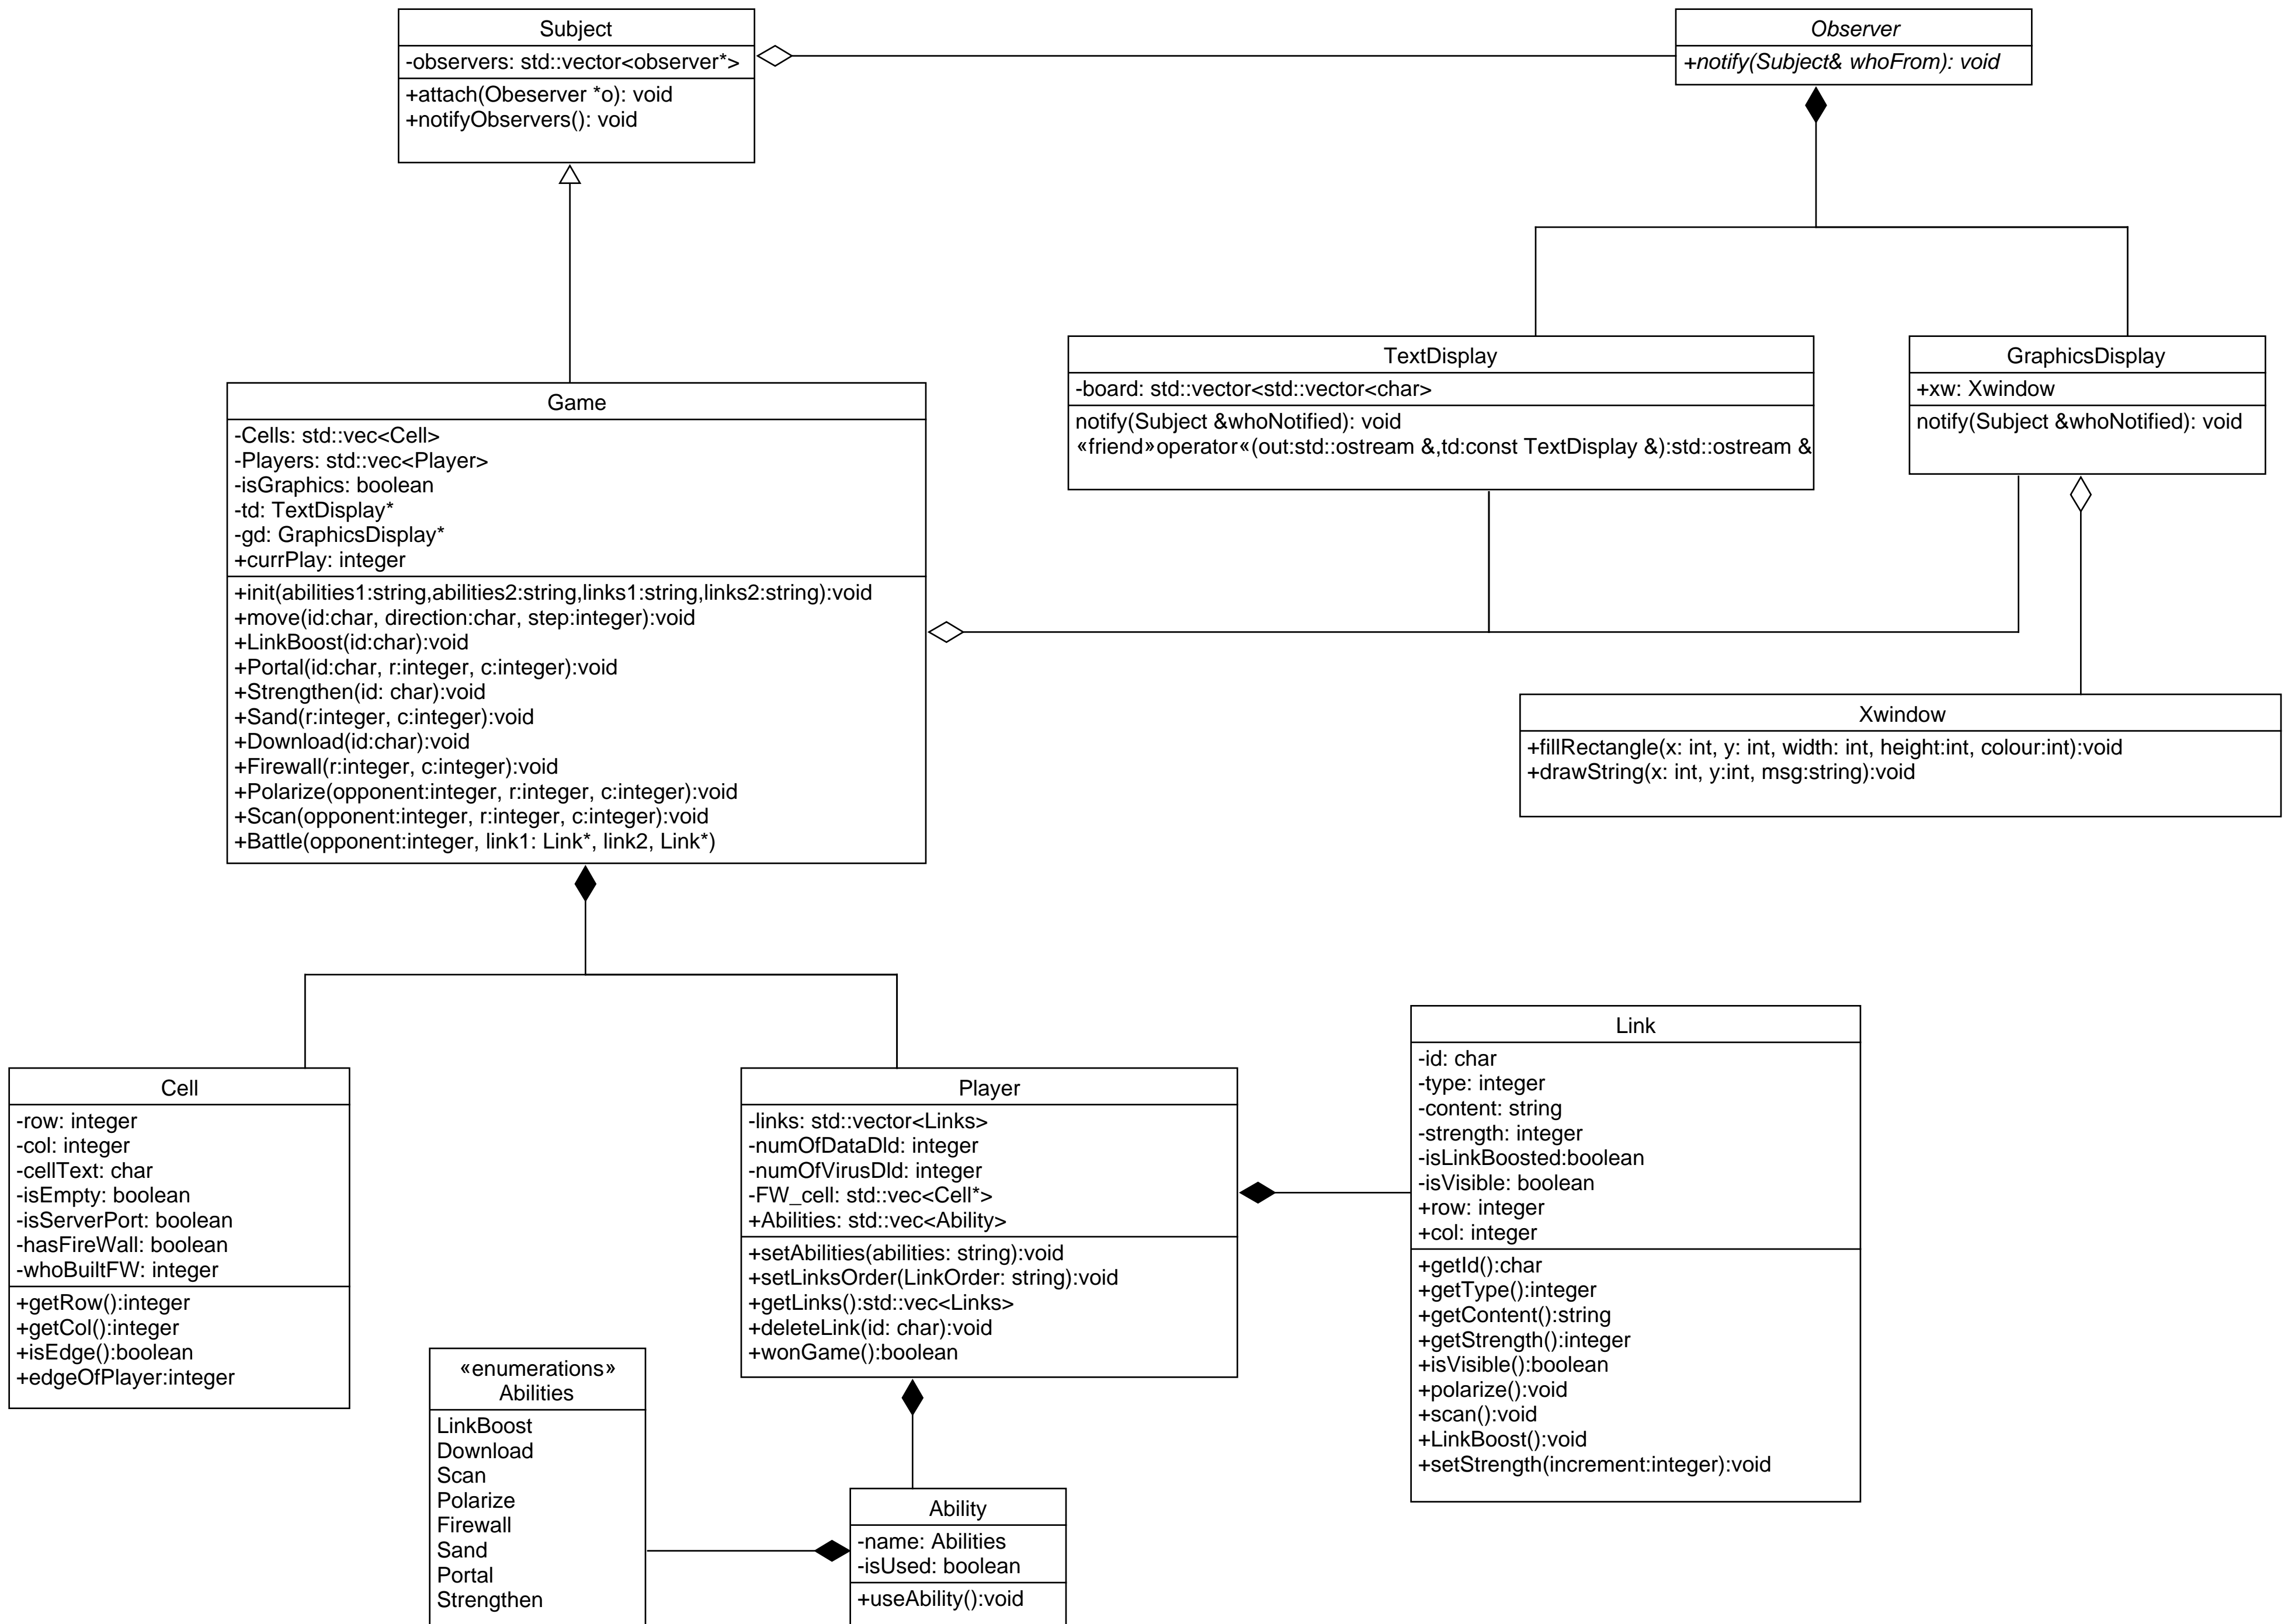 Subject
-observers: std::vector<observer*>
+attach(Obeserver *o): void
+notifyObservers(): void
Observer
+notify(Subject& whoFrom): void
TextDisplay
-board: std::vector<std::vector<char>
notify(Subject &whoNotified): void
«friend»operator«(out:std::ostream &,td:const TextDisplay &):std::ostream &
GraphicsDisplay
+xw: Xwindow
notify(Subject &whoNotified): void
Game
-Cells: std::vec<Cell>
-Players: std::vec<Player>
-isGraphics: boolean
-td: TextDisplay*
-gd: GraphicsDisplay*
+currPlay: integer
+init(abilities1:string,abilities2:string,links1:string,links2:string):void
+move(id:char, direction:char, step:integer):void
+LinkBoost(id:char):void
+Portal(id:char, r:integer, c:integer):void
+Strengthen(id: char):void
+Sand(r:integer, c:integer):void
+Download(id:char):void
+Firewall(r:integer, c:integer):void
+Polarize(opponent:integer, r:integer, c:integer):void
+Scan(opponent:integer, r:integer, c:integer):void
+Battle(opponent:integer, link1: Link*, link2, Link*)
Xwindow
+fillRectangle(x: int, y: int, width: int, height:int, colour:int):void
+drawString(x: int, y:int, msg:string):void
Cell
-row: integer
-col: integer
-cellText: char
-isEmpty: boolean
-isServerPort: boolean
-hasFireWall: boolean
-whoBuiltFW: integer
+getRow():integer
+getCol():integer
+isEdge():boolean
+edgeOfPlayer:integer
Player
-links: std::vector<Links>
-numOfDataDld: integer
-numOfVirusDld: integer
-FW_cell: std::vec<Cell*>
+Abilities: std::vec<Ability>
+setAbilities(abilities: string):void
+setLinksOrder(LinkOrder: string):void
+getLinks():std::vec<Links>
+deleteLink(id: char):void
+wonGame():boolean
Link
-id: char
-type: integer
-content: string
-strength: integer
-isLinkBoosted:boolean
-isVisible: boolean
+row: integer
+col: integer
+getId():char
+getType():integer
+getContent():string
+getStrength():integer
+isVisible():boolean
+polarize():void
+scan():void
+LinkBoost():void
+setStrength(increment:integer):void
«enumerations»
Abilities
LinkBoost
Download
Scan
Polarize
Firewall
Sand
Portal
Strengthen
Ability
-name: Abilities
-isUsed: boolean
+useAbility():void